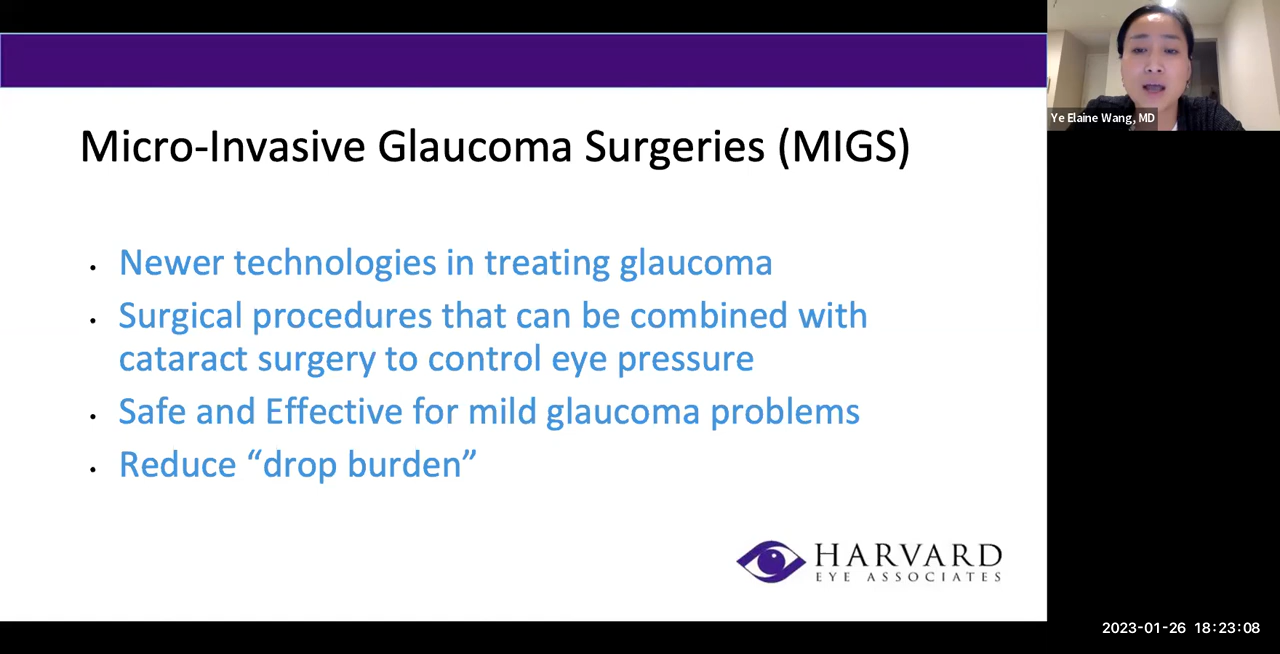 Micro-Invasive Glaucoma Surgeries (MIGS)
• Newer technologies in treating glaucoma
• Surgical procedures that can be combined with
cataract surgery to control eye pressure
• Safe and Effective for mild glaucoma problems
• Reduce “drop burden”
HARVARD
EYE ASSOCIATES
Ye Elaine Wang, MD
2023-01-26 18:23:08